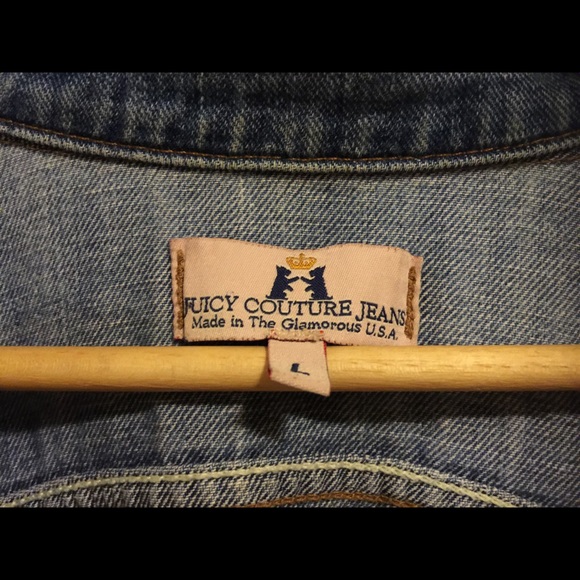 JUICY COUTURE JEANS
Made in The Glamorous U.S.A.
L